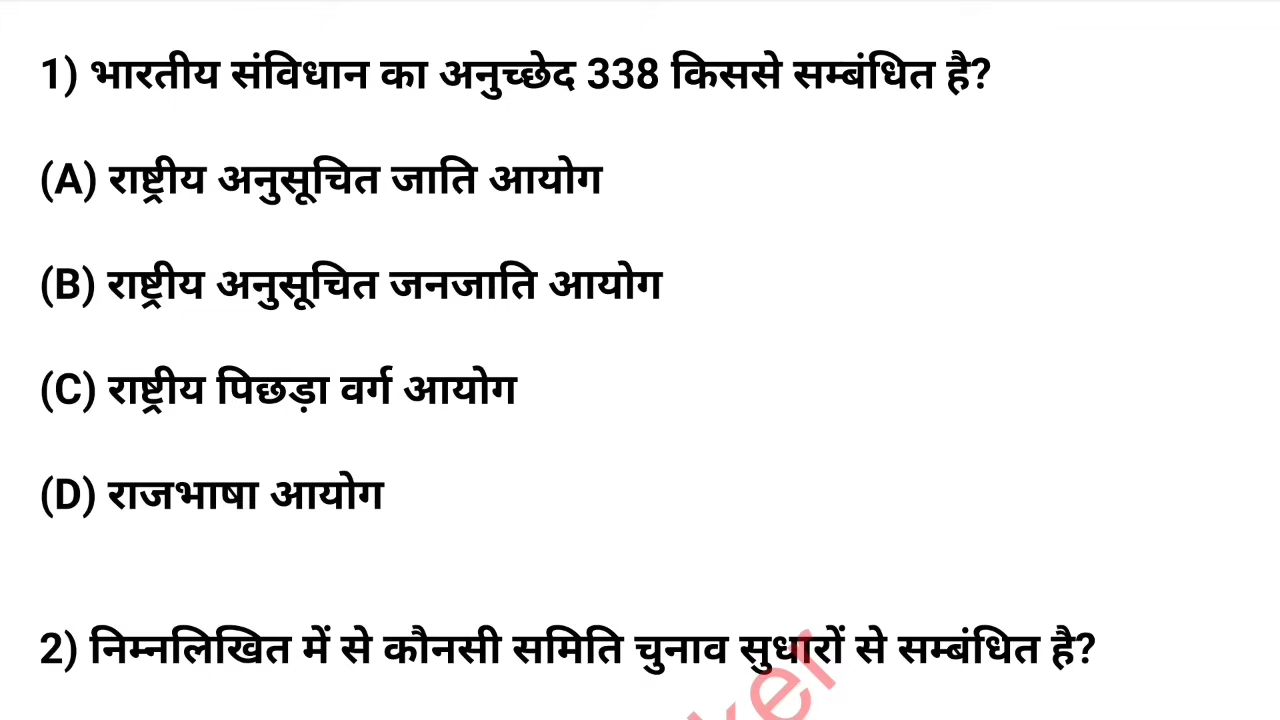 1) भारतीय संविधान का अनुच्छेद 338 किससे सम्बंधित है?
(A) राष्ट्रीय अनुसूचित जाति आयोग
(B) राष्ट्रीय अनुसूचित जनजाति आयोग
(C) राष्ट्रीय पिछड़ा वर्ग आयोग
(D) राजभाषा आयोग
2) निम्नलिखित में से कौनसी समिति चुनाव सुधारों से सम्बंधित है?